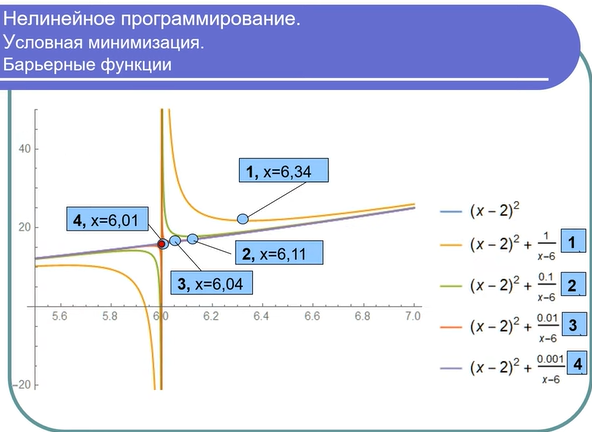 Нелинейное программирование.
Условная минимизация.
Барьерные функции
40
20
-20
5.6 5.8 6.0 6.2 6.4 6.6 6.8 7.0
1, x=6,34
4, x=6,01
2, x=6,11
3, x=6,04
(x – 2)²
(x – 2)² + 1/x–6 1
(x – 2)² + 0.1/x–6 2
(x – 2)² + 0.01/x–6 3
(x – 2)² + 0.001/x–6 4